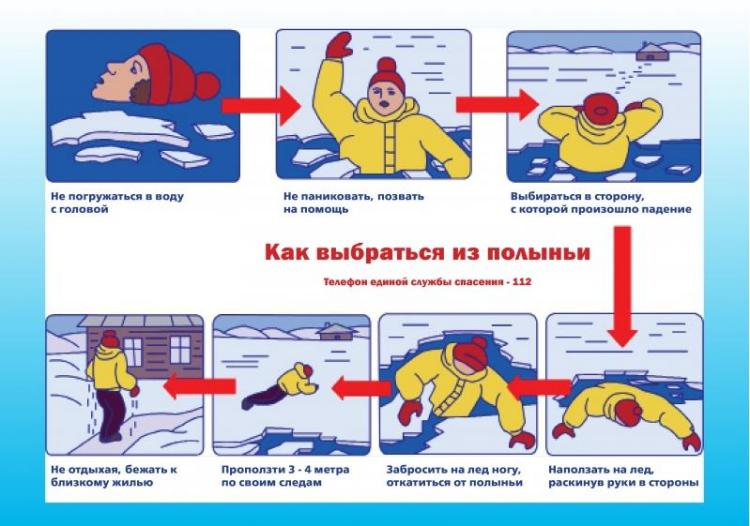 Не погружаться в воду
с головой
Не паниковать, позвать
на помощь
Выбираться в сторону,
с которой произошло падение
Как выбраться из полыньи
Телефон единой службы спасения - 112
Наползать на лед,
раскинув руки в стороны
Забросить на лед ногу,
откатиться от полыньи
Проползти 3 - 4 метра
по своим следам
Не отдыхая, бежать к
близкому жилью